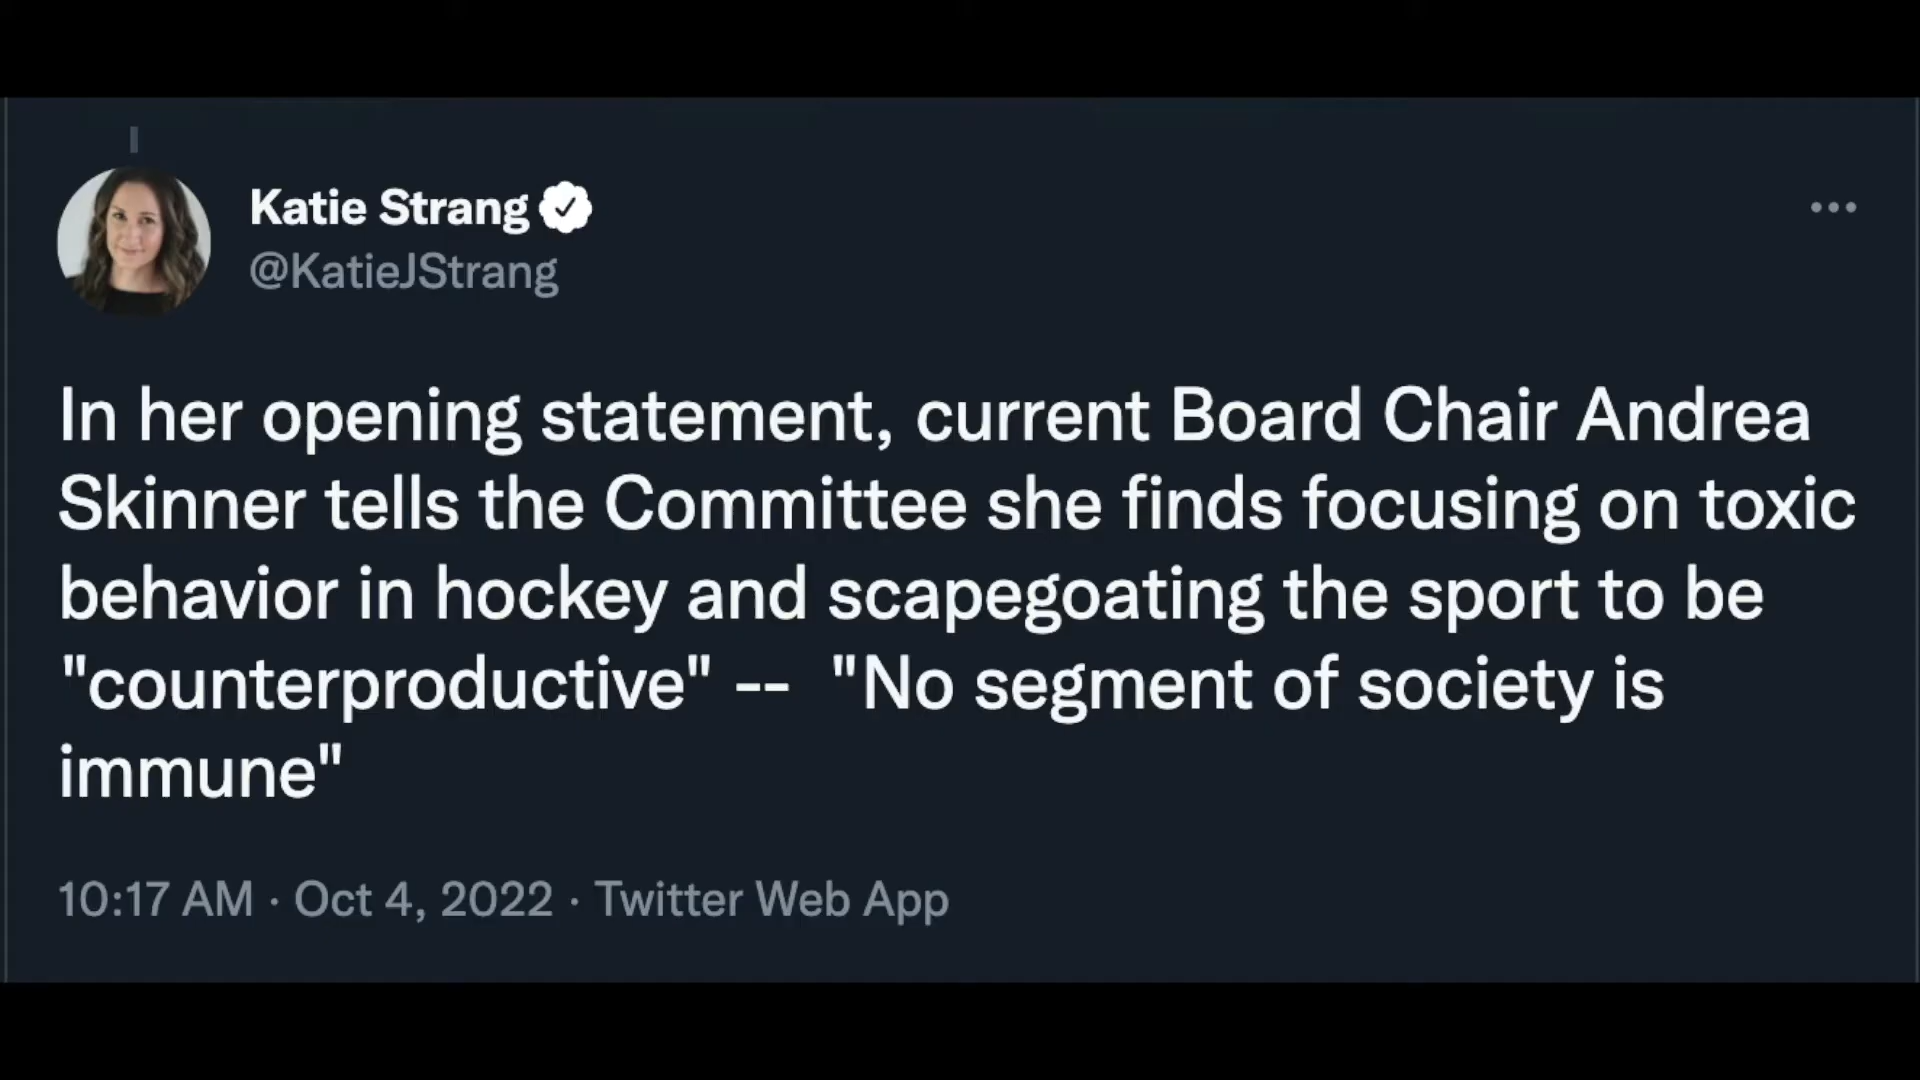 Katie Strang
@KatieJStrang
In her opening statement, current Board Chair Andrea
Skinner tells the Committee she finds focusing on toxic
behavior in hockey and scapegoating the sport to be
"counterproductive" --  "No segment of society is
immune"
10:17 AM · Oct 4, 2022 · Twitter Web App